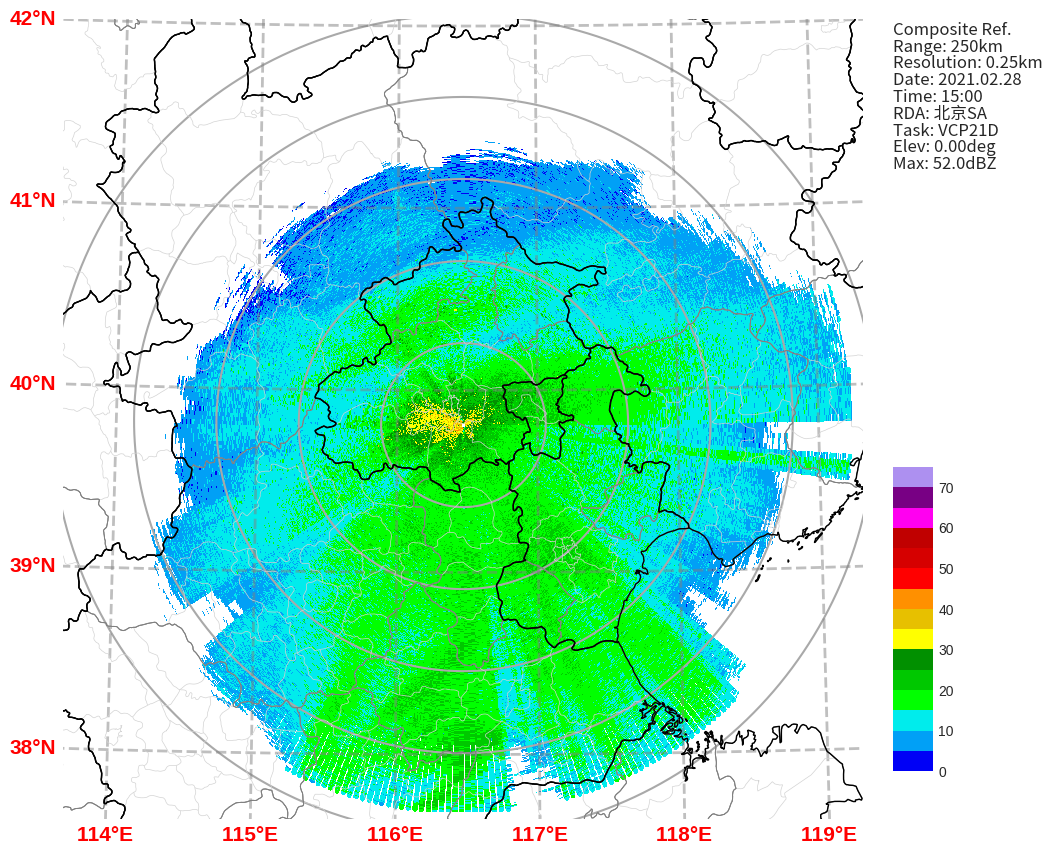 42°N
41°N
40°N
39°N
38°N
114°E
115°E
116°E
117°E
118°E
119°E
Composite Ref.
Range: 250km
Resolution: 0.25km
Date: 2021.02.28
Time: 15:00
RDA: 北京SA
Task: VCP21D
Elev: 0.00deg
Max: 52.0dBZ
70
60
50
40
30
20
10
0